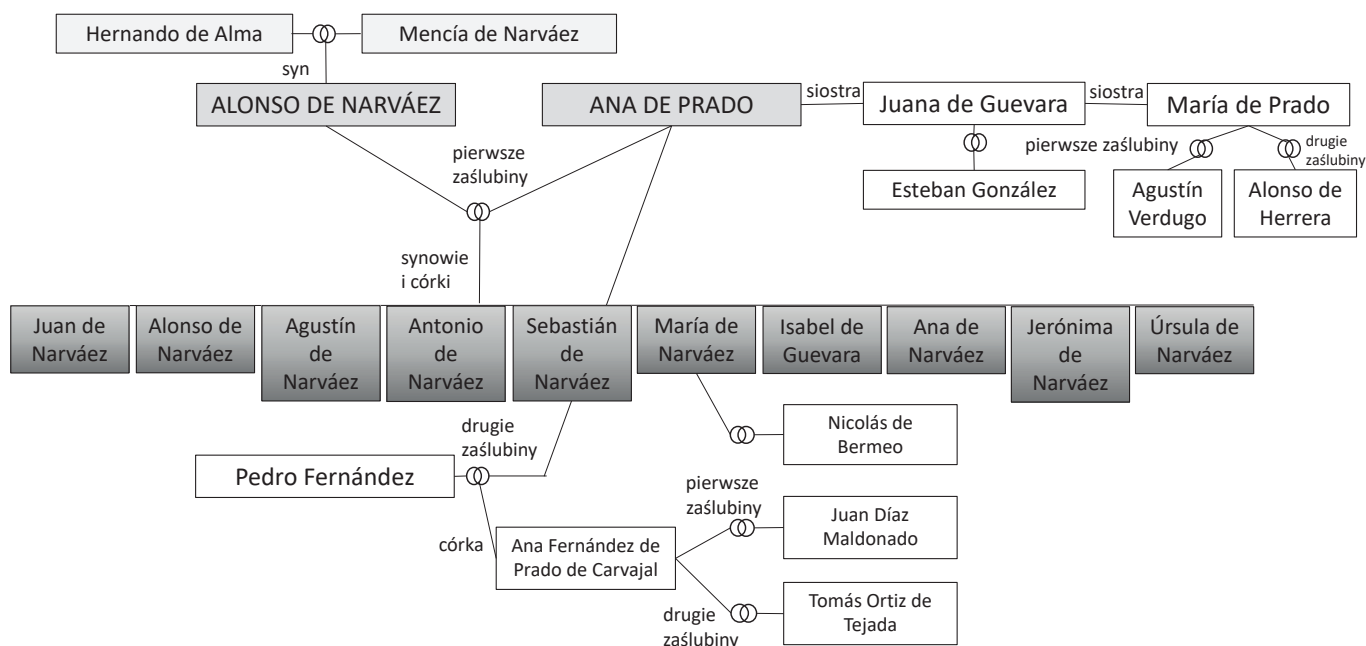 Hernando de Alma
Mencía de Narváez
syn
ALONSO DE NARVÁEZ
ANA DE PRADO
siostra
Juana de Guevara
siostra
María de Prado
pierwsze
zaślubiny
pierwsze zaślubiny
drugie
zaślubiny
Esteban González
Agustín
Verdugo
Alonso de
Herrera
synowie
i córki
Juan de
Narváez
Alonso de
Narváez
Agustín
de
Narváez
Antonio
de
Narváez
Sebastián
de
Narváez
María de
Narváez
Isabel de
Guevara
Ana de
Narváez
Jerónima
de
Narváez
Úrsula de
Narváez
drugie
zaślubiny
Nicolás de
Bermeo
Pedro Fernández
pierwsze
zaślubiny
Juan Díaz
Maldonado
córka
Ana Fernández de
Prado de Carvajal
drugie
zaślubiny
Tomás Ortiz de
Tejada